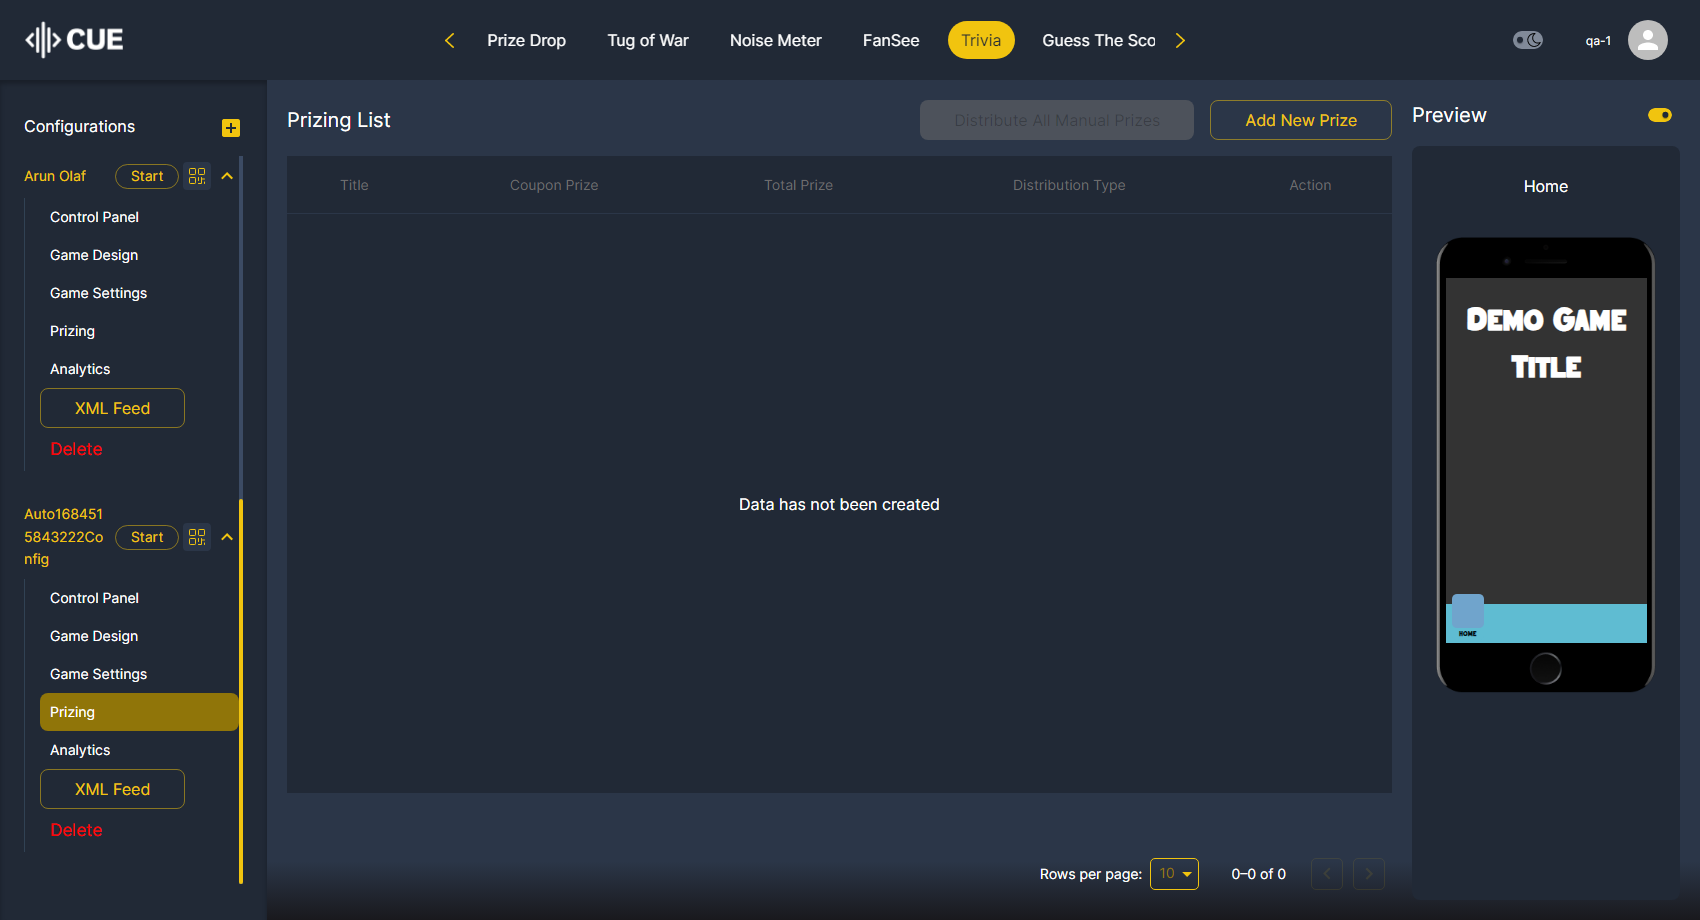 CUE
Prize Drop
Tug of War
Noise Meter
FanSee
Trivia
Guess The Sco
qa-1
Configurations
Arun Olaf
Start
Control Panel
Game Design
Game Settings
Prizing
Analytics
XML Feed
Delete
Auto168451
5843222Co
nfig
Start
Control Panel
Game Design
Game Settings
Prizing
Analytics
XML Feed
Delete
Prizing List
Distribute All Manual Prizes
Add New Prize
Title
Coupon Prize
Total Prize
Distribution Type
Action
Data has not been created
Rows per page:
10
0–0 of 0
Preview
Home
Demo Game
Title
HOME